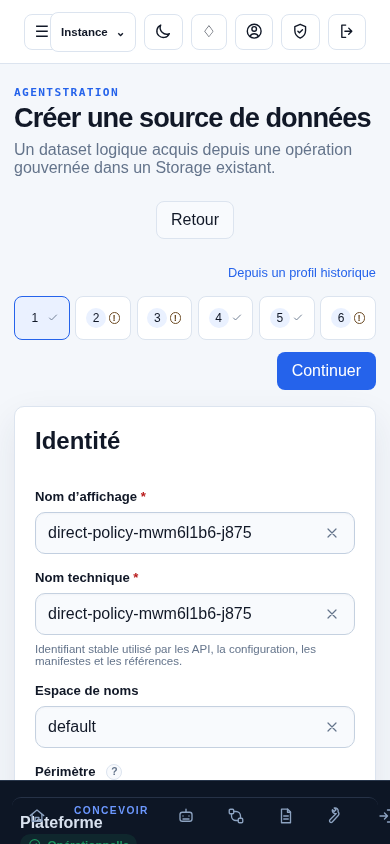 Instance
AGENTSTRATION
Créer une source de données
Un dataset logique acquis depuis une opération
gouvernée dans un Storage existant.
Retour
Depuis un profil historique
1 2 3 4 5 6
Continuer
Identité
Nom d’affichage *
direct-policy-mwm6l1b6-j875
Nom technique *
direct-policy-mwm6l1b6-j875
Identifiant stable utilisé par les API, la configuration, les
manifestes et les références.
Espace de noms
default
Périmètre ?
CONCEVOIR
Plateforme
Opérationnelle